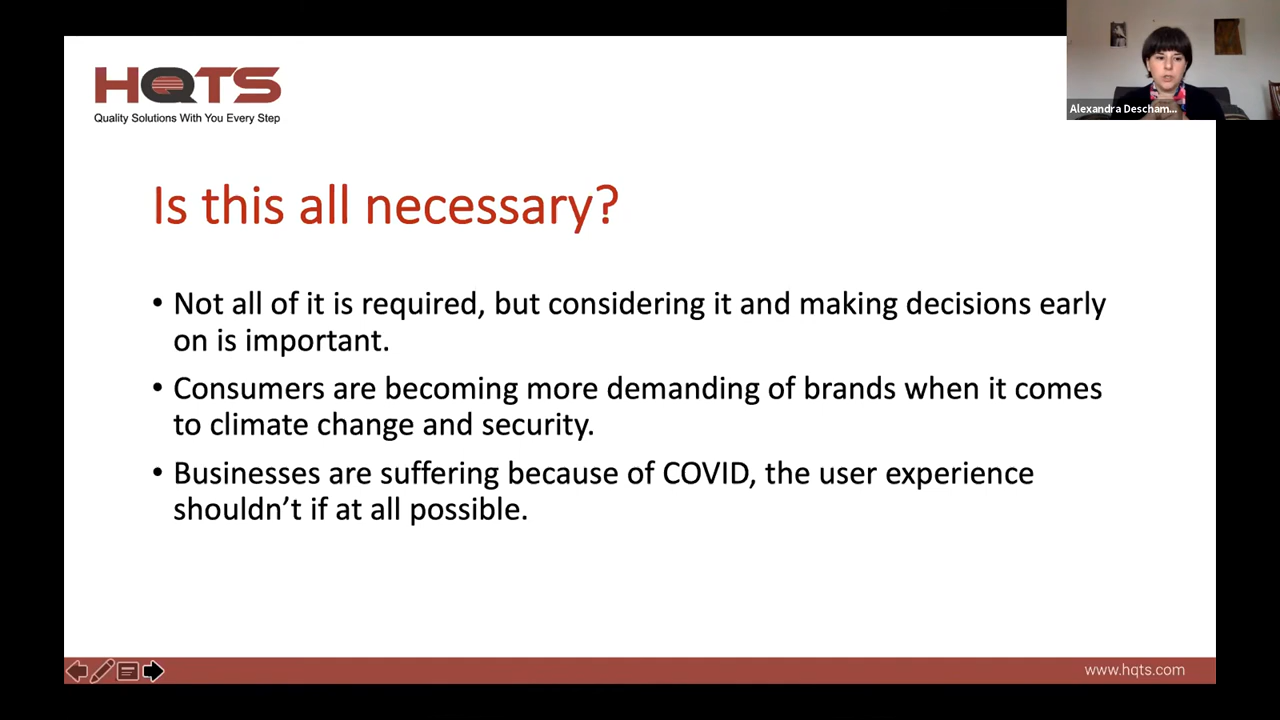 HQTS
Quality Solutions With You Every Step
Alexandra Descham...
Is this all necessary?
• Not all of it is required, but considering it and making decisions early
on is important.
• Consumers are becoming more demanding of brands when it comes
to climate change and security.
• Businesses are suffering because of COVID, the user experience
shouldn’t if at all possible.
www.hqts.com